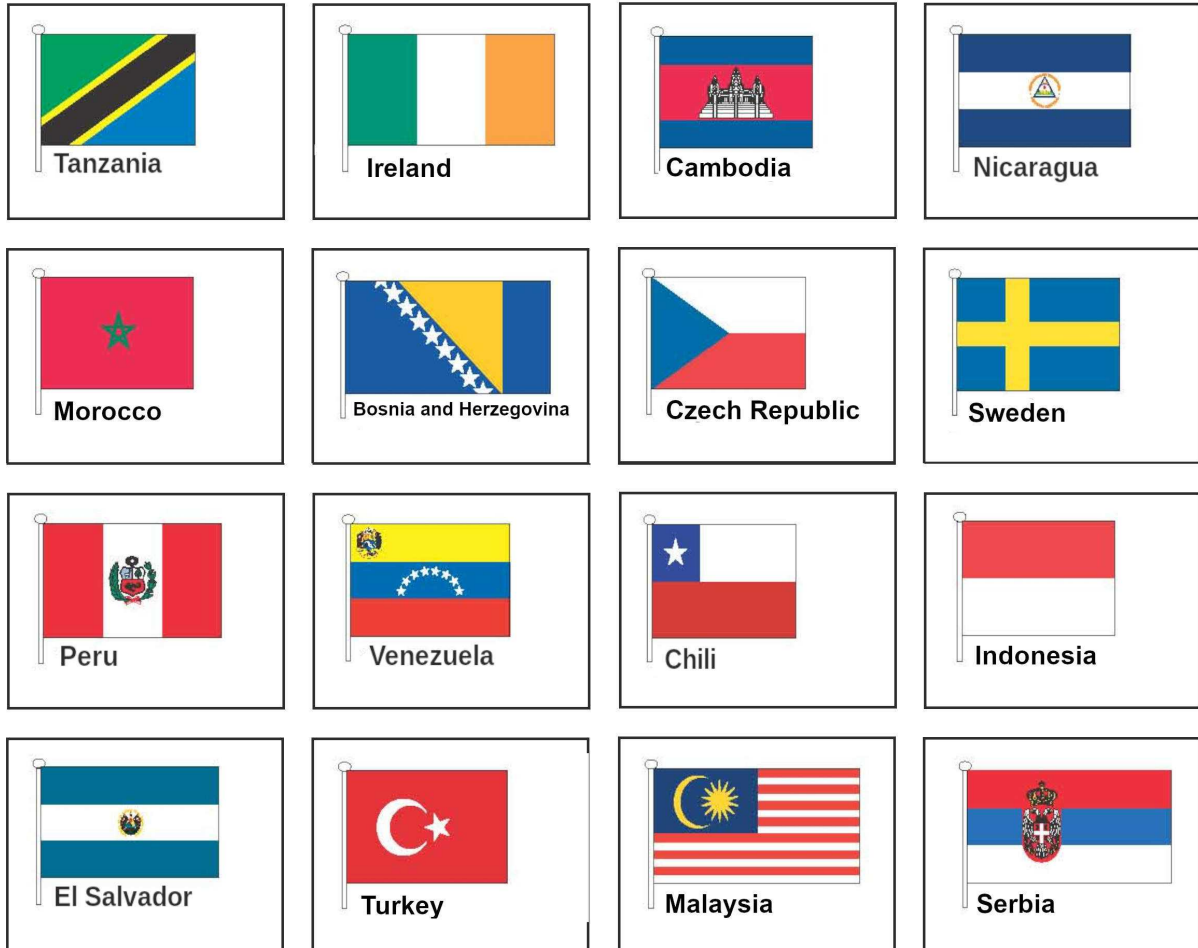 Tanzania
Ireland
Cambodia
Nicaragua
Morocco
Bosnia and Herzegovina
Czech Republic
Sweden
Peru
Venezuela
Chili
Indonesia
El Salvador
Turkey
Malaysia
Serbia